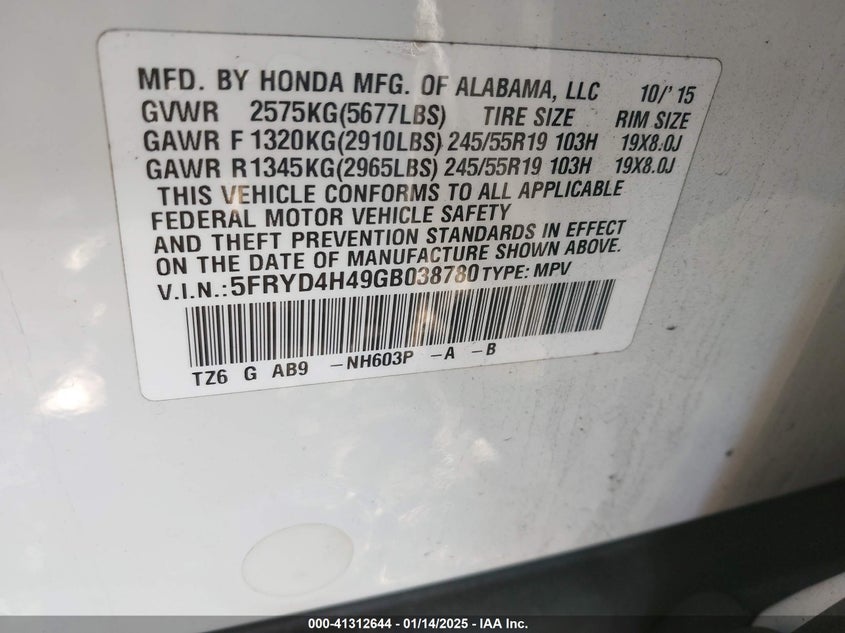 MFD. BY HONDA MFG. OF ALABAMA, LLC 10/'15
GVWR 2575KG(5677LBS) TIRE SIZE RIM SIZE
GAWR F 1320KG(2910LBS) 245/55R19 103H 19X8.0J
GAWR R 1345KG(2965LBS) 245/55R19 103H 19X8.0J
THIS VEHICLE CONFORMS TO ALL APPLICABLE
FEDERAL MOTOR VEHICLE SAFETY
AND THEFT PREVENTION STANDARDS IN EFFECT
ON THE DATE OF MANUFACTURE SHOWN ABOVE.
V.I.N.:5FRYD4H49GB038780 TYPE: MPV
TZ6 G AB9 -NH603P -A -B
000-41312644 / 01/14/2025 / IAA Inc.